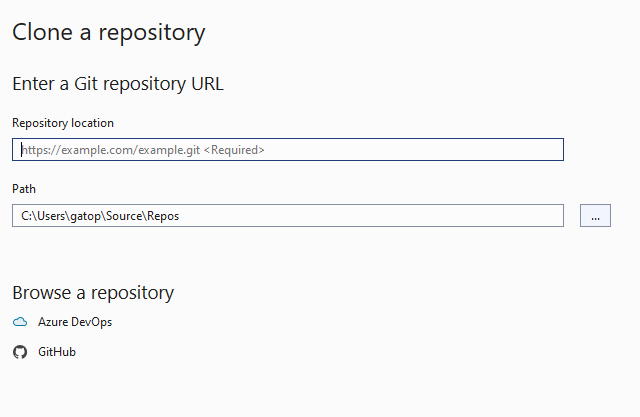 Clone a repository
Enter a Git repository URL
Repository location
https://example.com/example.git <Required>
Path
C:\Users\gatop\Source\Repos
...
Browse a repository
Azure DevOps
GitHub